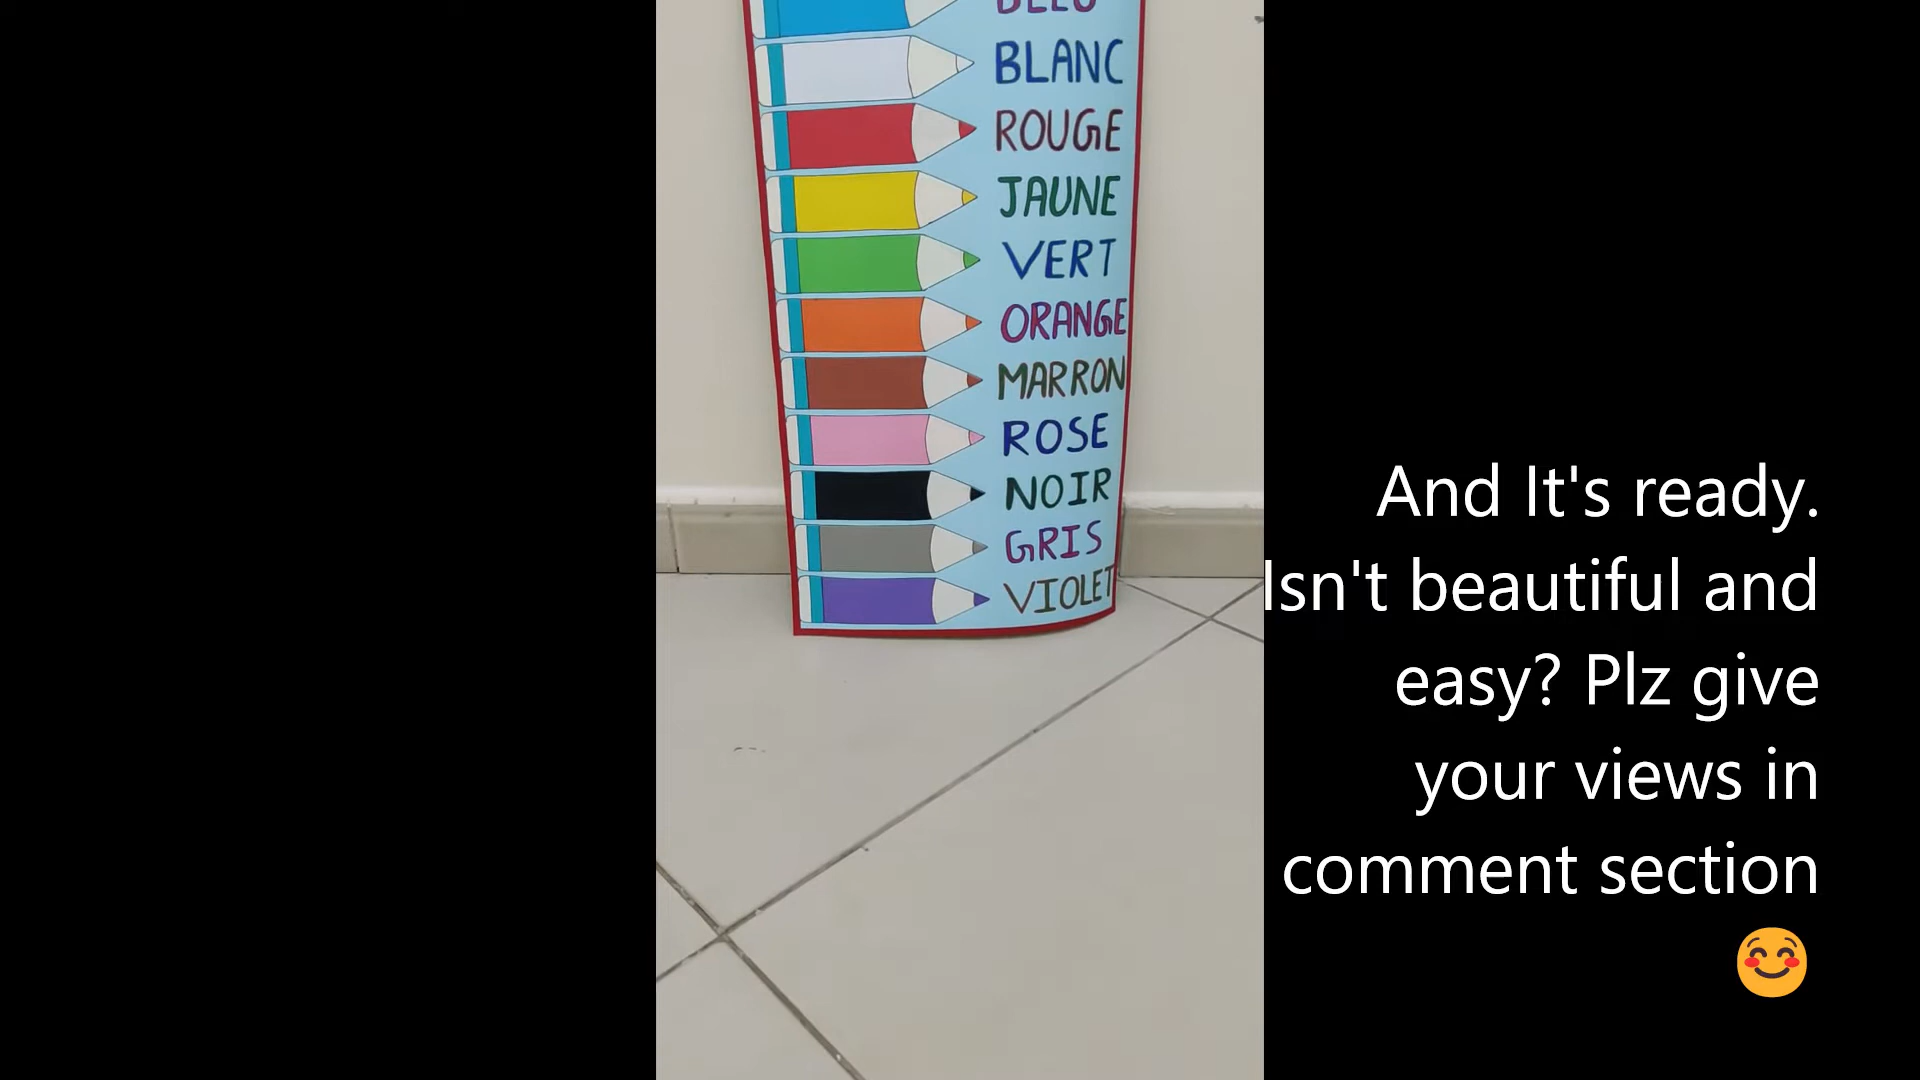 BLEU
BLANC
ROUGE
JAUNE
VERT
ORANGE
MARRON
ROSE
NOIR
GRIS
VIOLET
And It's ready.
Isn't beautiful and
easy? Plz give
your views in
comment section
😊